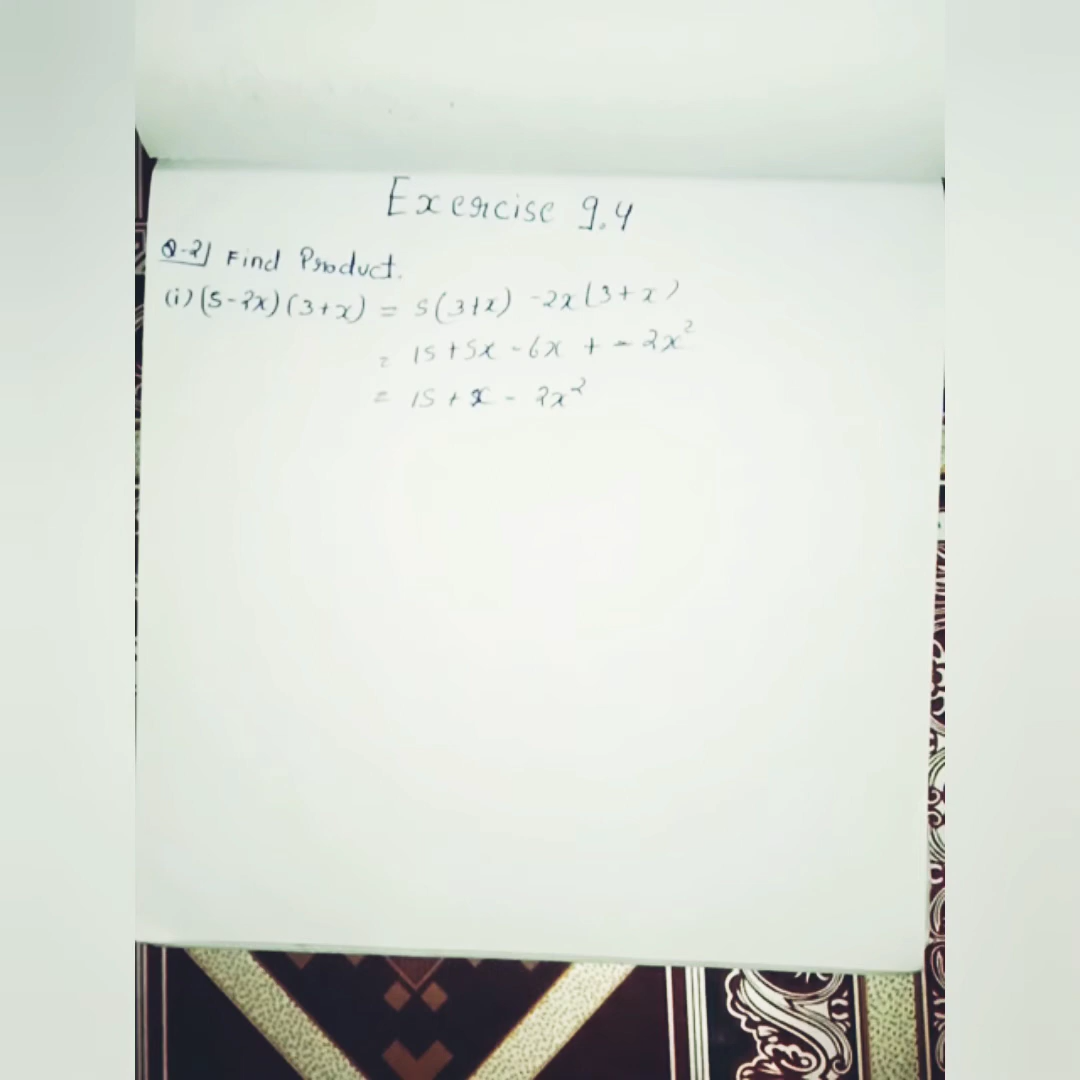 Exercise 9.4
Q-2] Find Product.
(i) (5-2x)(3+x) = 5(3+x) -2x(3+x)
= 15+5x -6x + - 2x²
= 15 + x - 2x²